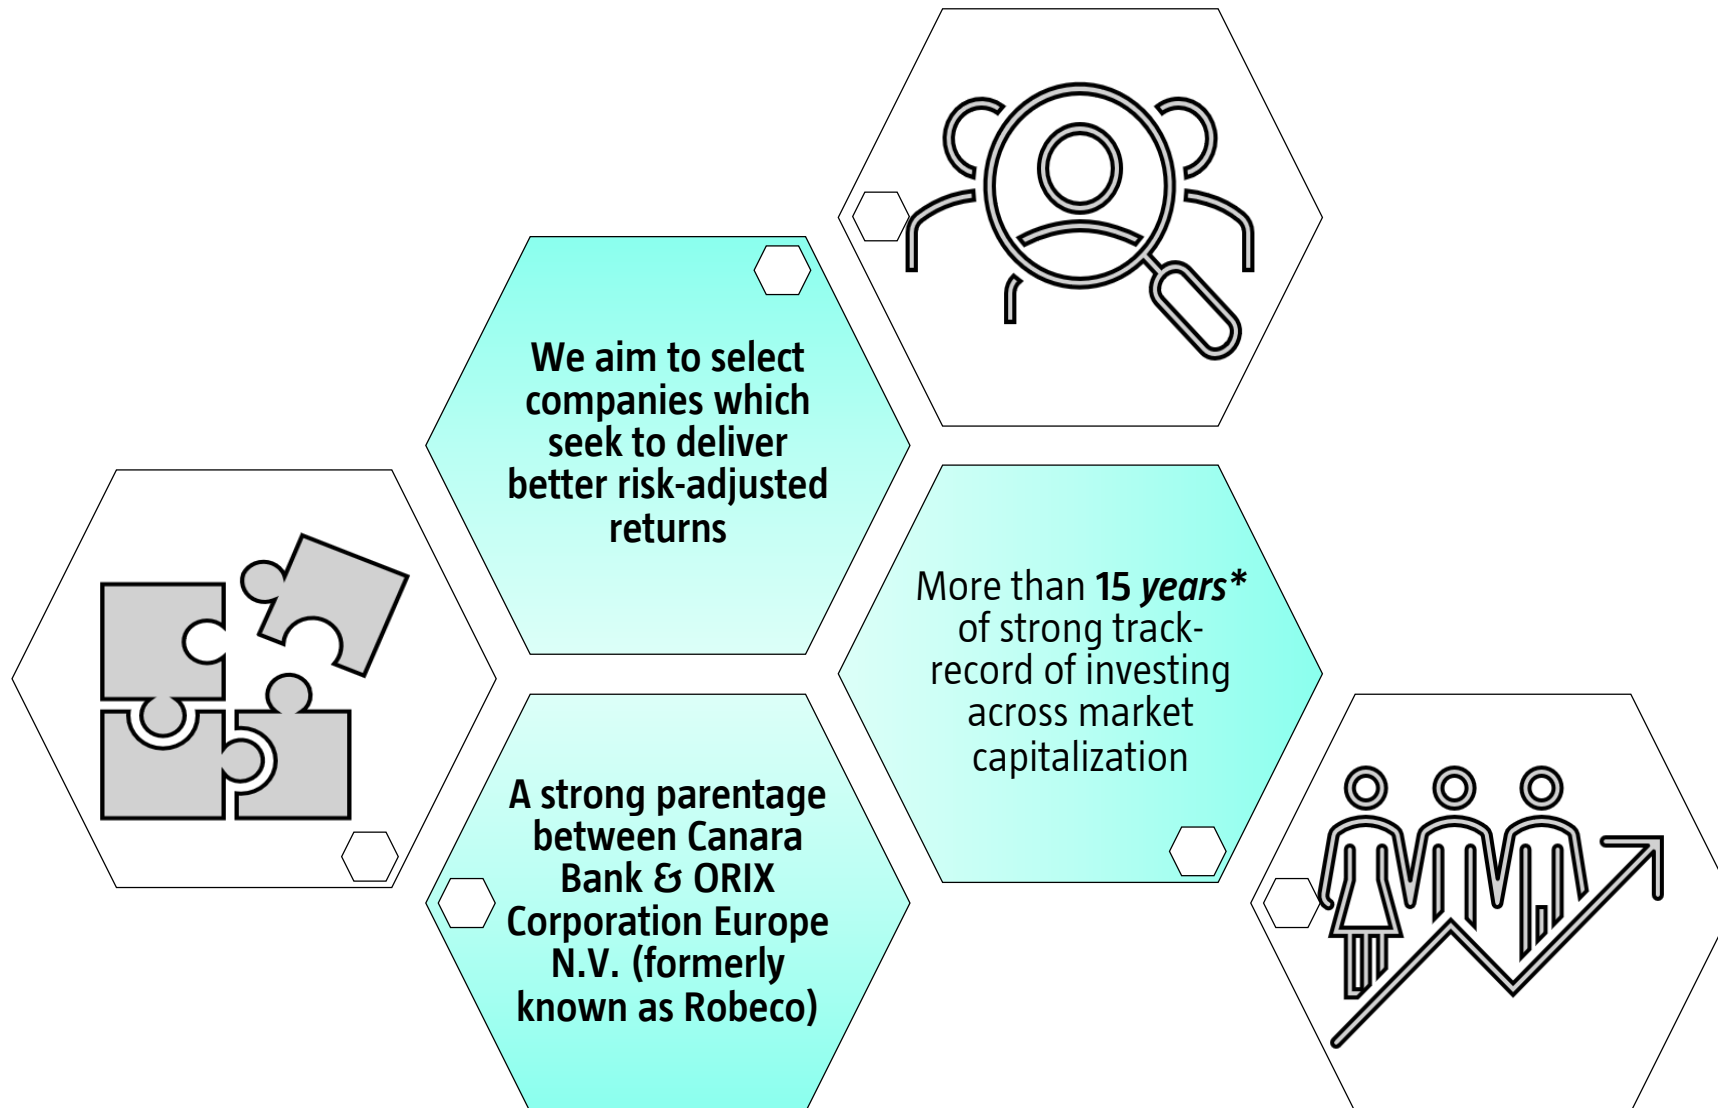 We aim to select
companies which
seek to deliver
better risk-adjusted
returns
More than 15 years*
of strong track-
record of investing
across market
capitalization
A strong parentage
between Canara
Bank & ORIX
Corporation Europe
N.V. (formerly
known as Robeco)